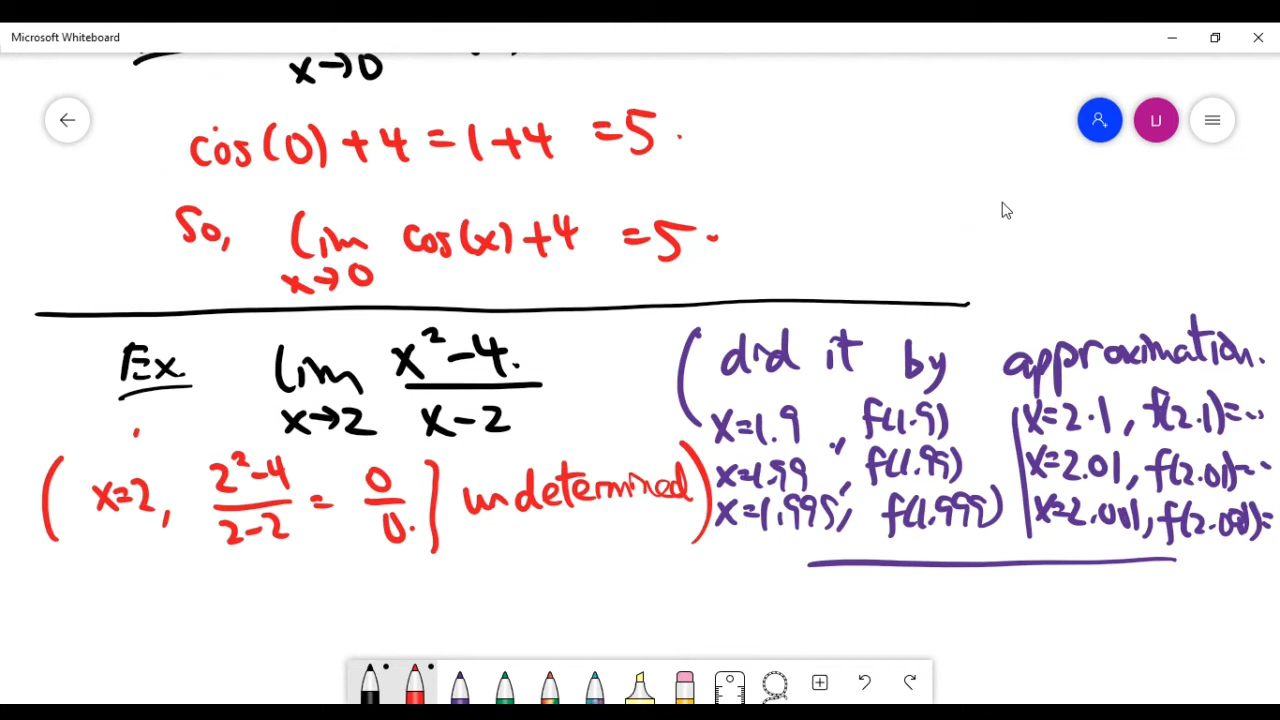 Microsoft Whiteboard
x→0
cos(0)+4 = 1+4 = 5.
So, lim cos(x)+4 = 5.
x→0
Ex lim x²-4.
x→2 x-2
(x=2, 2²-4 = 0 undetermined)
2-2 0.
(did it by approximation.
x=1.9, f(1.9)
x=1.99, f(1.99)
x=1.999, f(1.999)
x=2.1, f(2.1)=..
x=2.01, f(2.01)=.
x=2.001, f(2.001)=
U